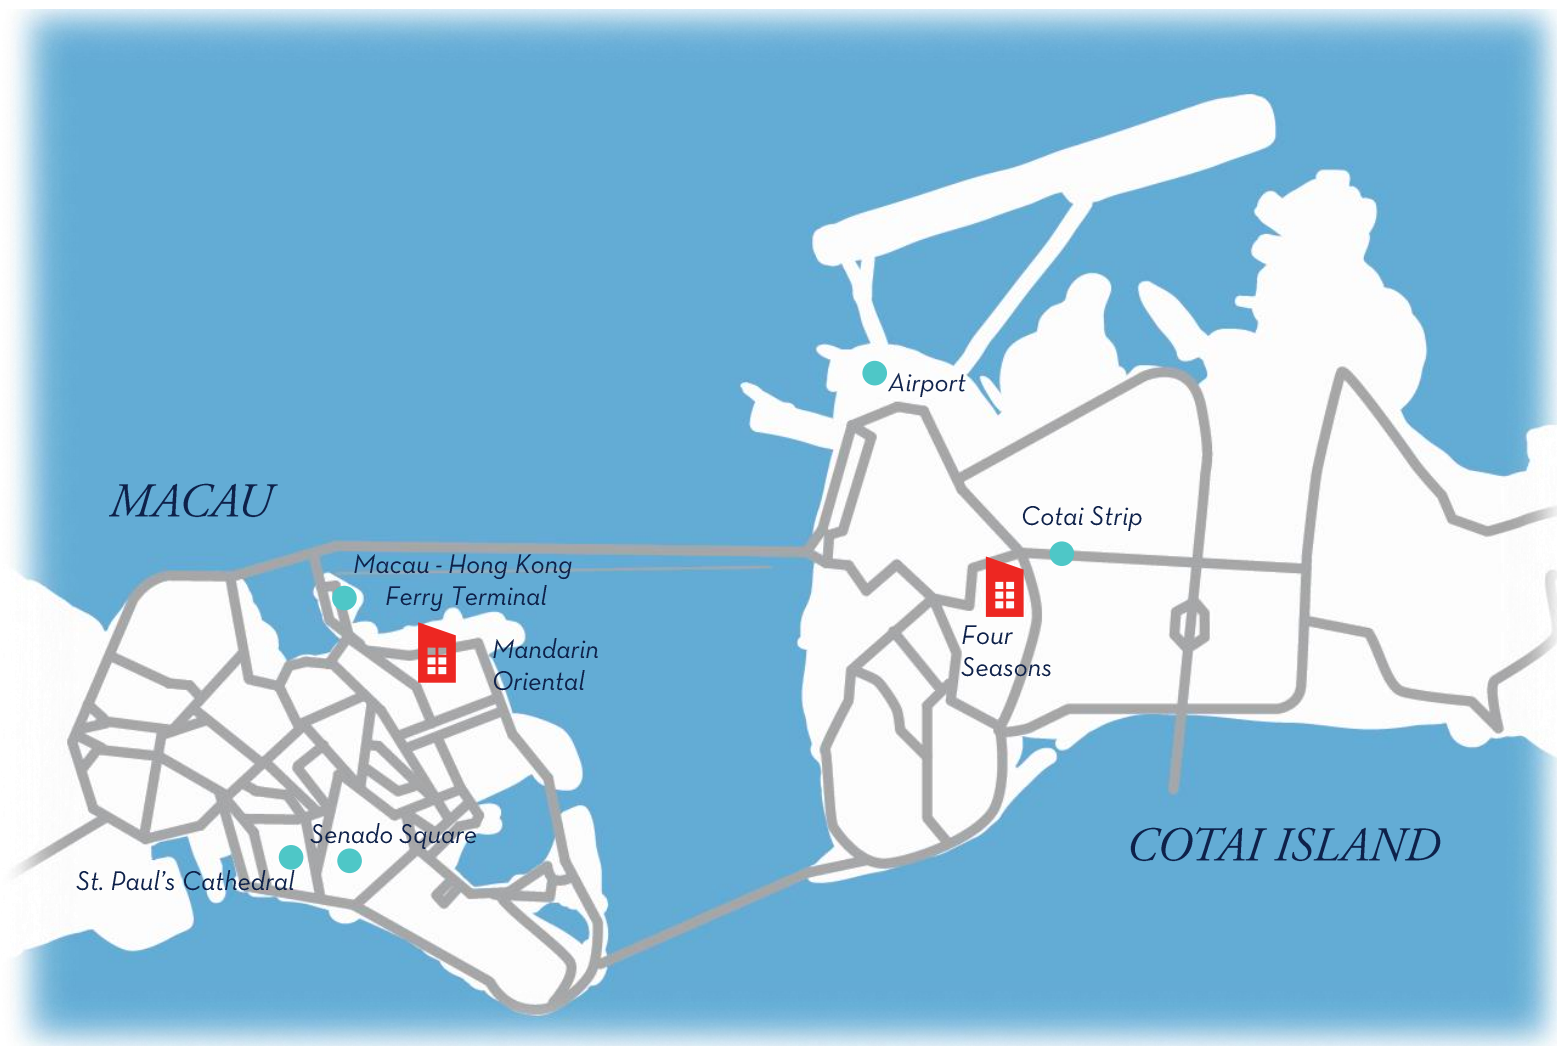 Airport
MACAU
Cotai Strip
Macau - Hong Kong
Ferry Terminal
Mandarin
Oriental
Four
Seasons
Senado Square
St. Paul's Cathedral
COTAI ISLAND